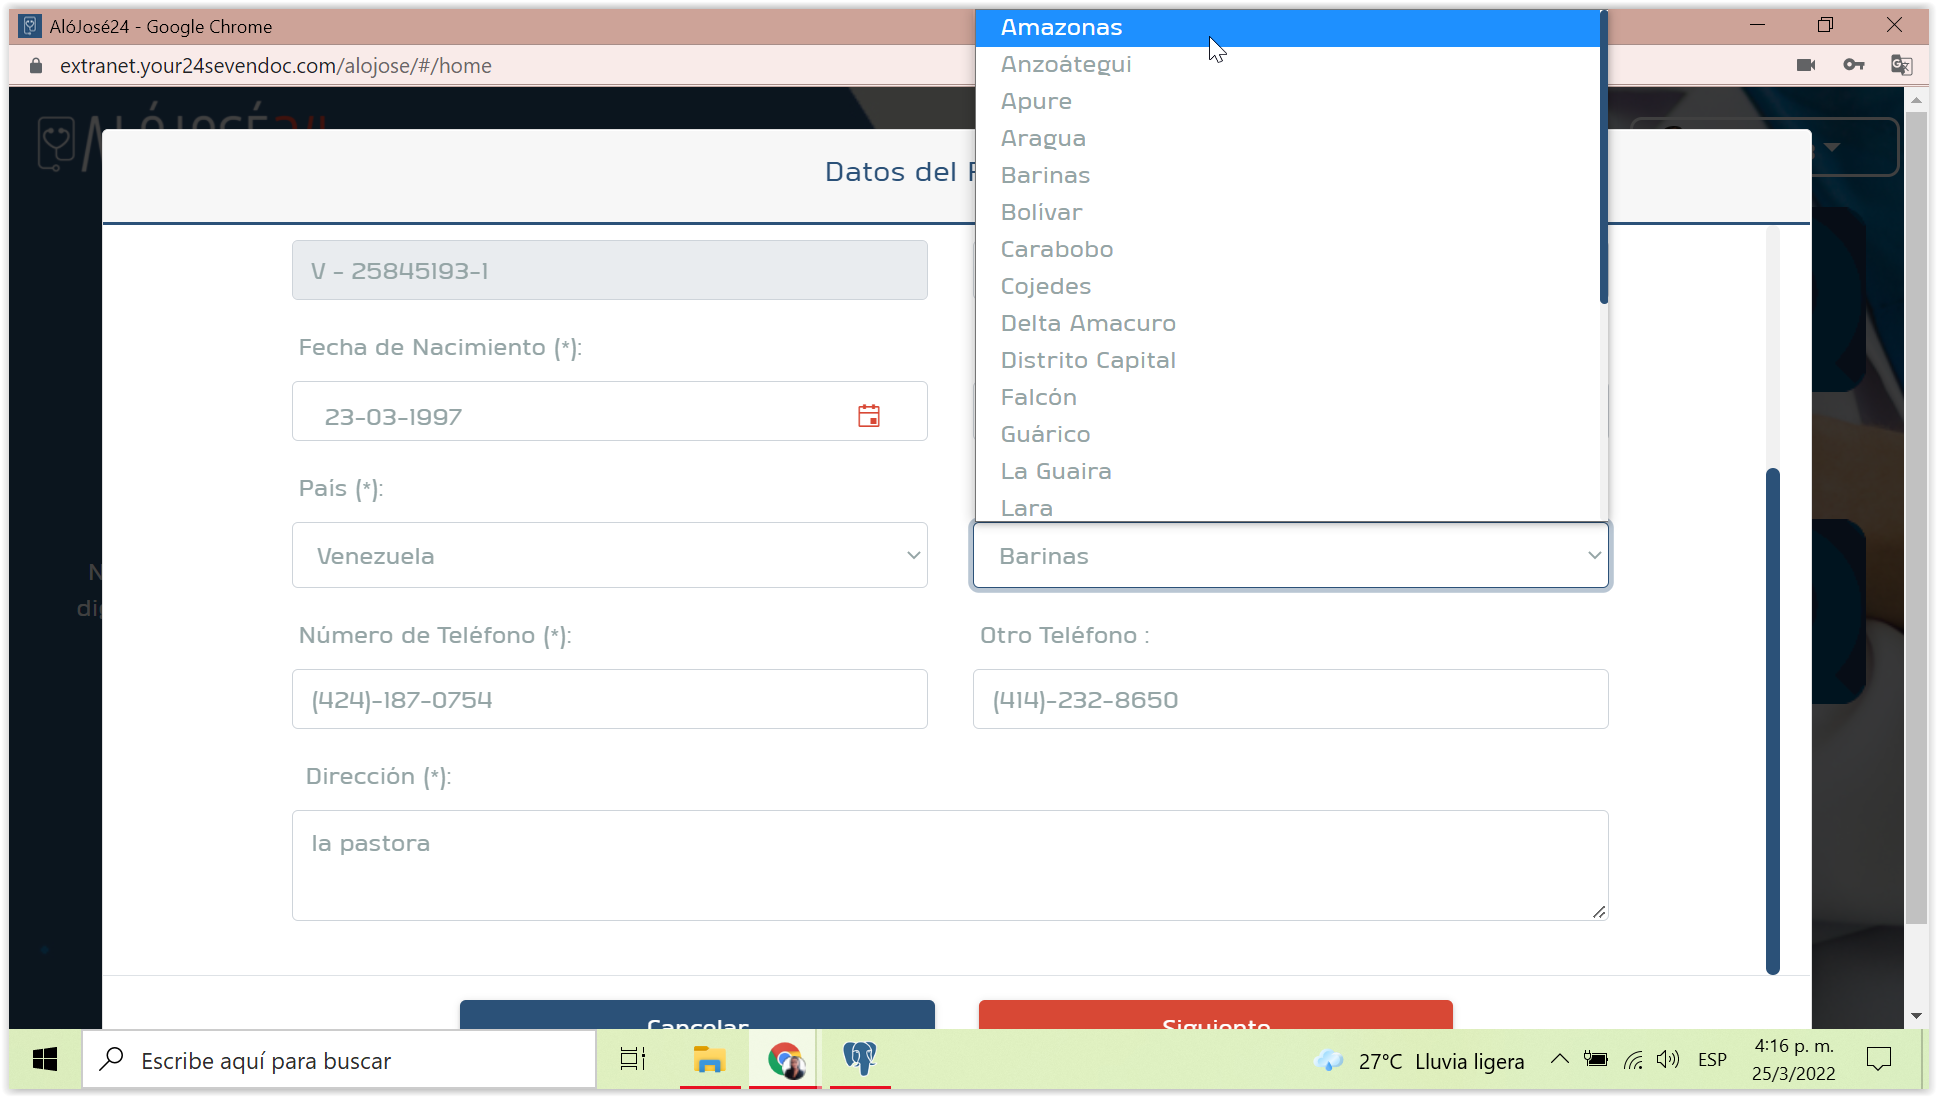 AlóJosé24 - Google Chrome
extranet.your24sevendoc.com/alojose/#/home
Datos del
V - 25845193-1
Fecha de Nacimiento (*):
23-03-1997
País (*):
Venezuela
Amazonas
Anzoátegui
Apure
Aragua
Barinas
Bolívar
Carabobo
Cojedes
Delta Amacuro
Distrito Capital
Falcón
Guárico
La Guaira
Lara
Barinas
Número de Teléfono (*):
Otro Teléfono :
(424)-187-0754
(414)-232-8650
Dirección (*):
la pastora
Cancelar
Siguiente
Escribe aquí para buscar
27°C Lluvia ligera
ESP
4:16 p. m.
25/3/2022